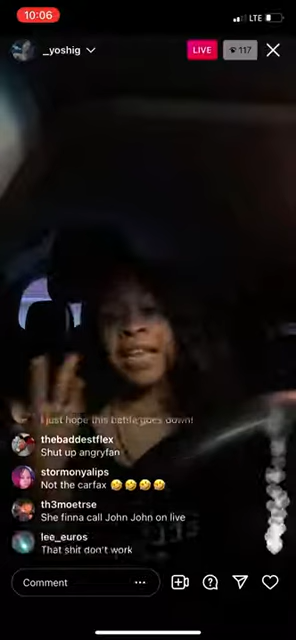 10:06
LTE
_yoshig
LIVE
117
I just hope this battle goes down!
thebaddestflex
Shut up angryfan
stormonyalips
Not the carfax 🤣🤣🤣🤣
th3moetrse
She finna call John John on live
lee_euros
That shit don't work
Comment